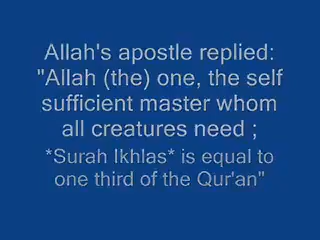 Allah's apostle replied:
"Allah (the) one, the self
sufficient master whom
all creatures need ;
*Surah Ikhlas* is equal to
one third of the Qur'an"